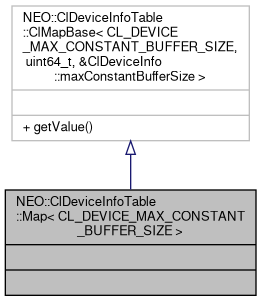 NEO::ClDeviceInfoTable
::ClMapBase< CL_DEVICE
_MAX_CONSTANT_BUFFER_SIZE,
uint64_t, &ClDeviceInfo
::maxConstantBufferSize >
+ getValue()
NEO::ClDeviceInfoTable
::Map< CL_DEVICE_MAX_CONSTANT
_BUFFER_SIZE >